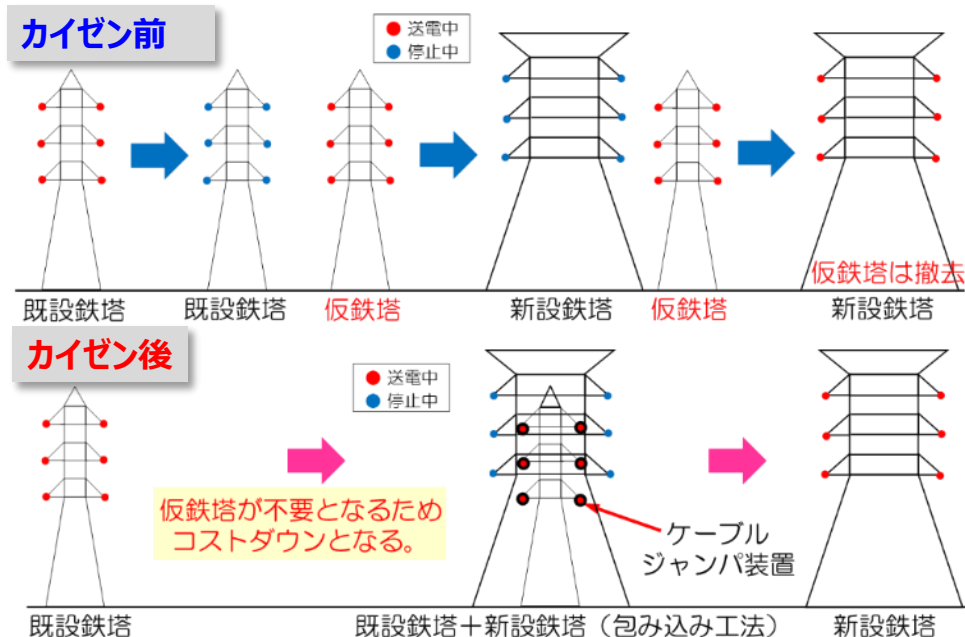 カイゼン前
送電中
停止中
仮鉄塔は撤去
既設鉄塔
既設鉄塔
仮鉄塔
新設鉄塔
仮鉄塔
新設鉄塔
カイゼン後
送電中
停止中
仮鉄塔が不要となるため
コストダウンとなる。
ケーブル
ジャンパ装置
既設鉄塔
既設鉄塔＋新設鉄塔（包み込み工法）
新設鉄塔